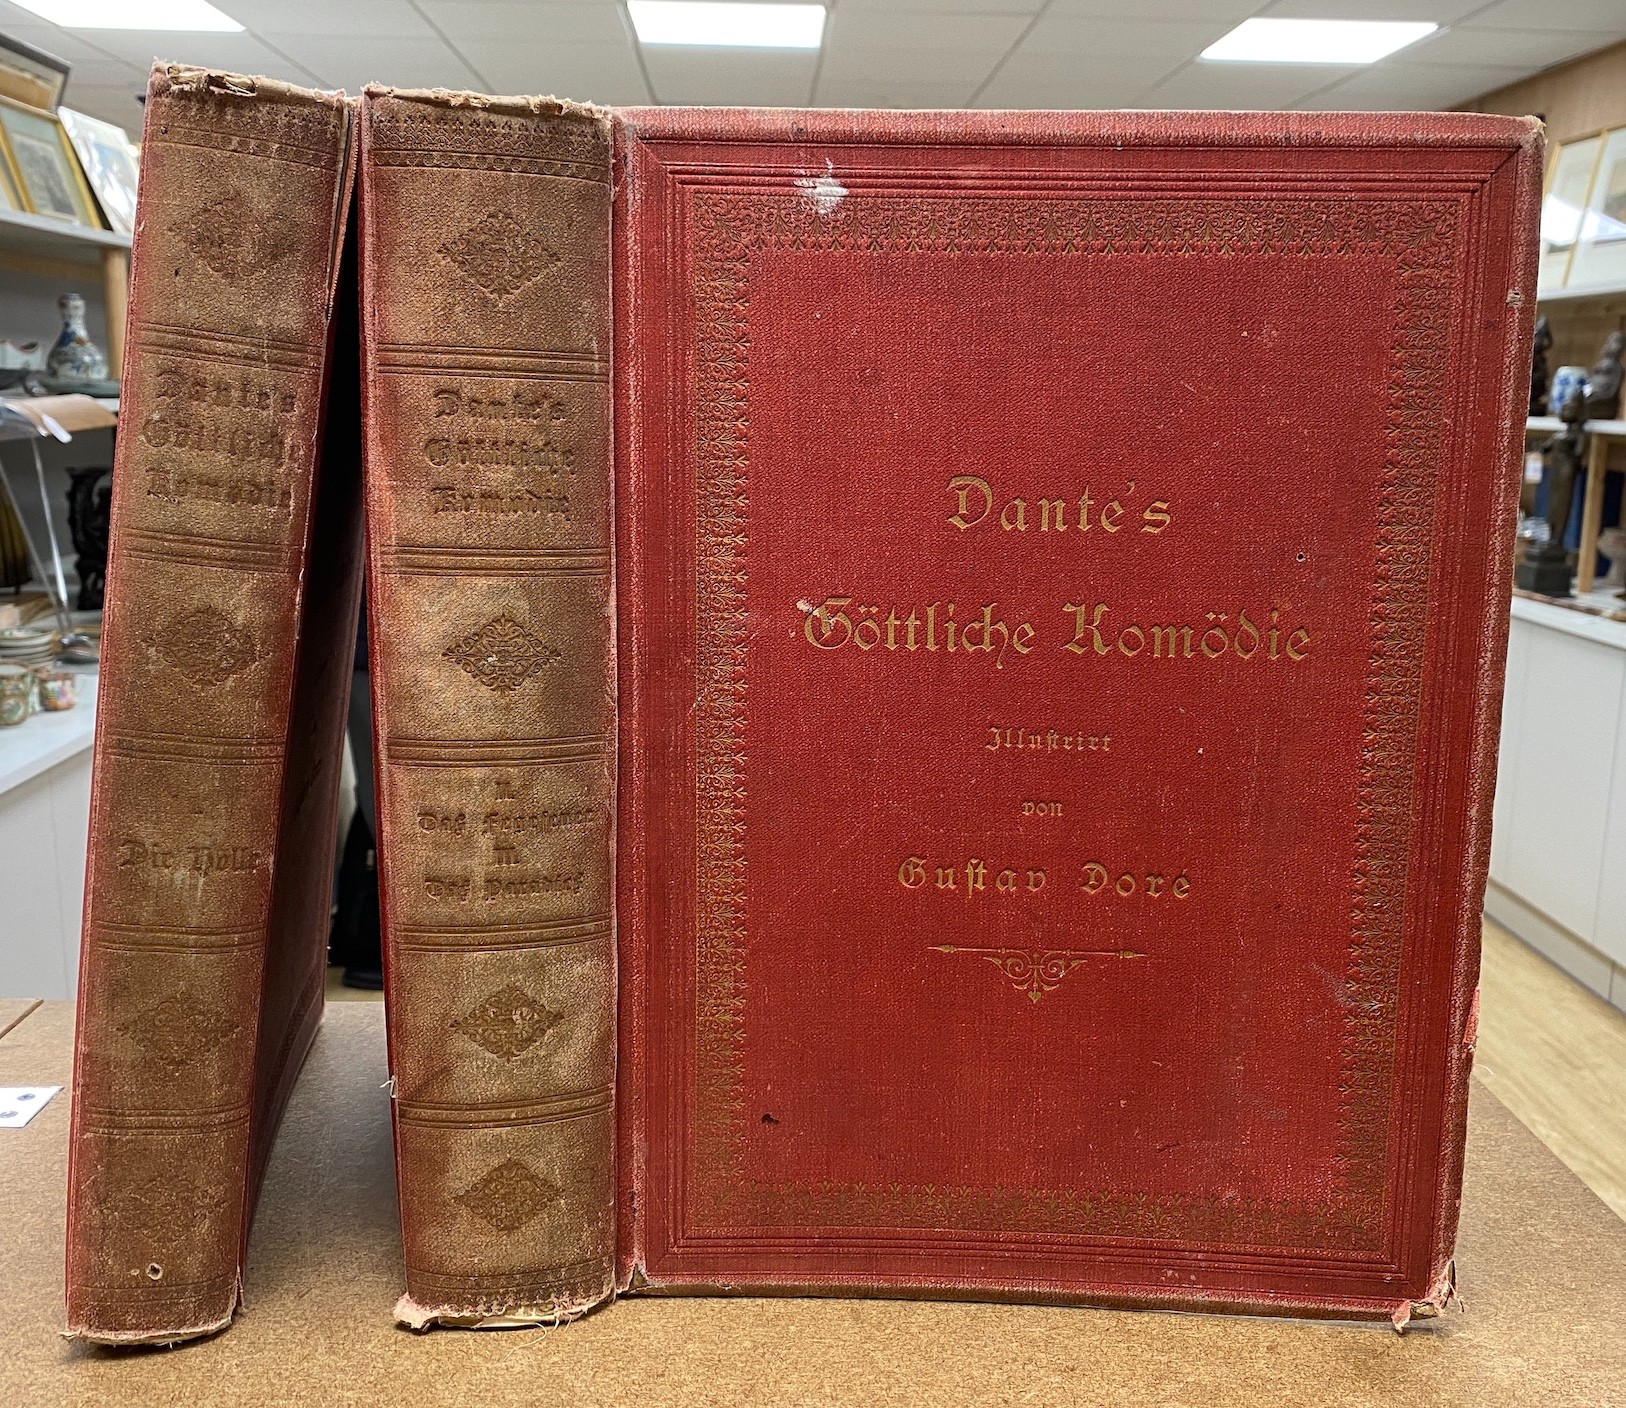 Dante's
Göttliche
Komödie
I.
Die Hölle
Dante's
Göttliche
Komödie
II.
Das Fegefeuer
III.
Das Paradies
Dante's
Göttliche Komödie
Illustrirt
von
Gustav Doré